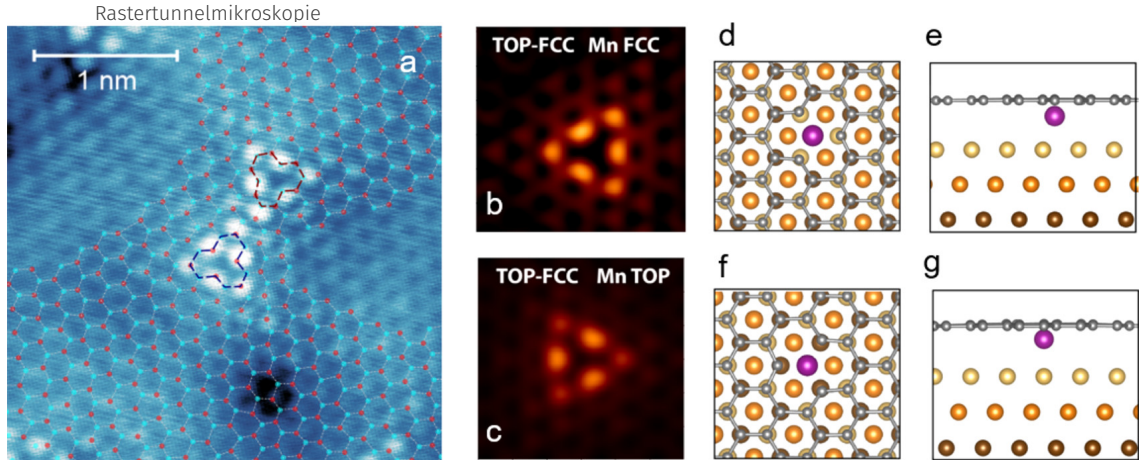 Rastertunnelmikroskopie
1 nm
a
TOP-FCC Mn FCC
b
d
e
TOP-FCC Mn TOP
c
f
g